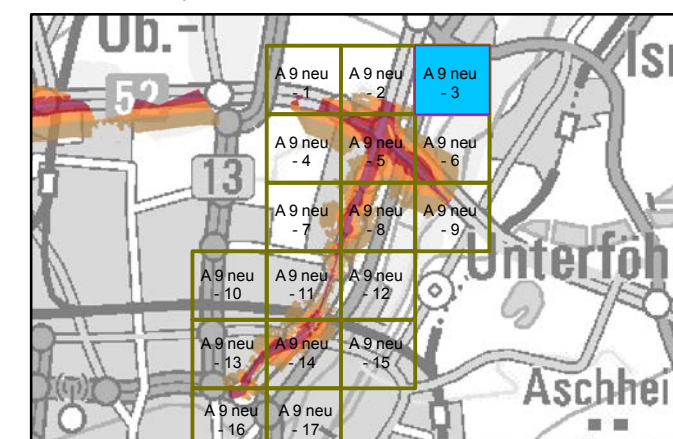 Ob.-
Is
A 9 neu
- 1
A 9 neu
- 2
A 9 neu
- 3
52
A 9 neu
- 4
A 9 neu
- 5
A 9 neu
- 6
13
A 9 neu
- 7
A 9 neu
- 8
A 9 neu
- 9
Unterföh
A 9 neu
- 10
A 9 neu
- 11
A 9 neu
- 12
A 9 neu
- 13
A 9 neu
- 14
A 9 neu
- 15
Aschhei
A 9 neu
- 16
A 9 neu
- 17